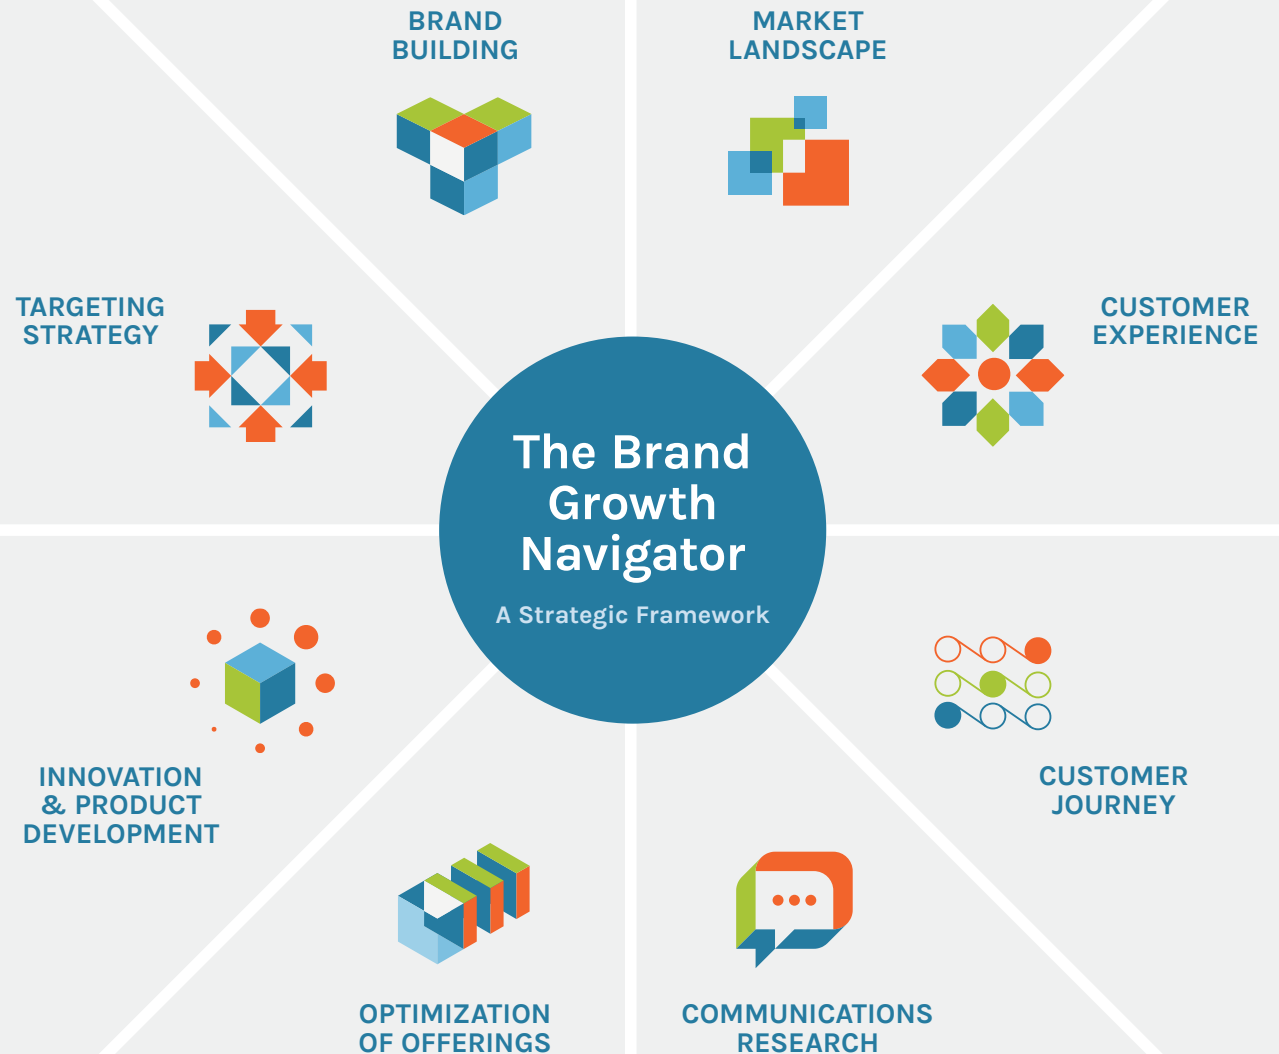 BRAND
BUILDING
MARKET
LANDSCAPE
TARGETING
STRATEGY
CUSTOMER
EXPERIENCE
The Brand
Growth
Navigator
A Strategic Framework
INNOVATION
& PRODUCT
DEVELOPMENT
CUSTOMER
JOURNEY
OPTIMIZATION
OF OFFERINGS
COMMUNICATIONS
RESEARCH